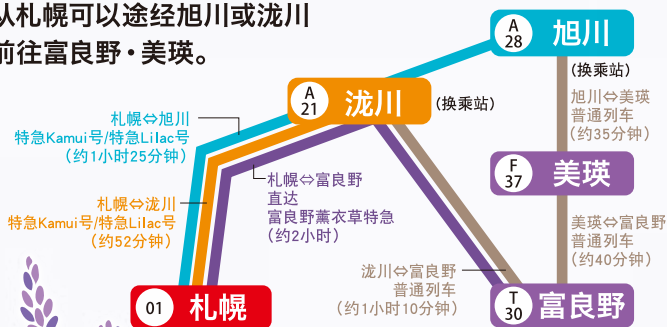 从札幌可以途经旭川或泷川
前往富良野・美瑛。
A
28
旭川
(换乘站)
A
21
泷川
(换乘站)
旭川⇔美瑛
普通列车
(约35分钟)
札幌⇔旭川
特急Kamui号/特急Lilac号
(约1小时25分钟)
F
37
美瑛
札幌⇔富良野
直达
富良野薰衣草特急
(约2小时)
札幌⇔泷川
特急Kamui号/特急Lilac号
(约52分钟)
美瑛⇔富良野
普通列车
(约40分钟)
泷川⇔富良野
普通列车
(约1小时10分钟)
01
札幌
T
30
富良野